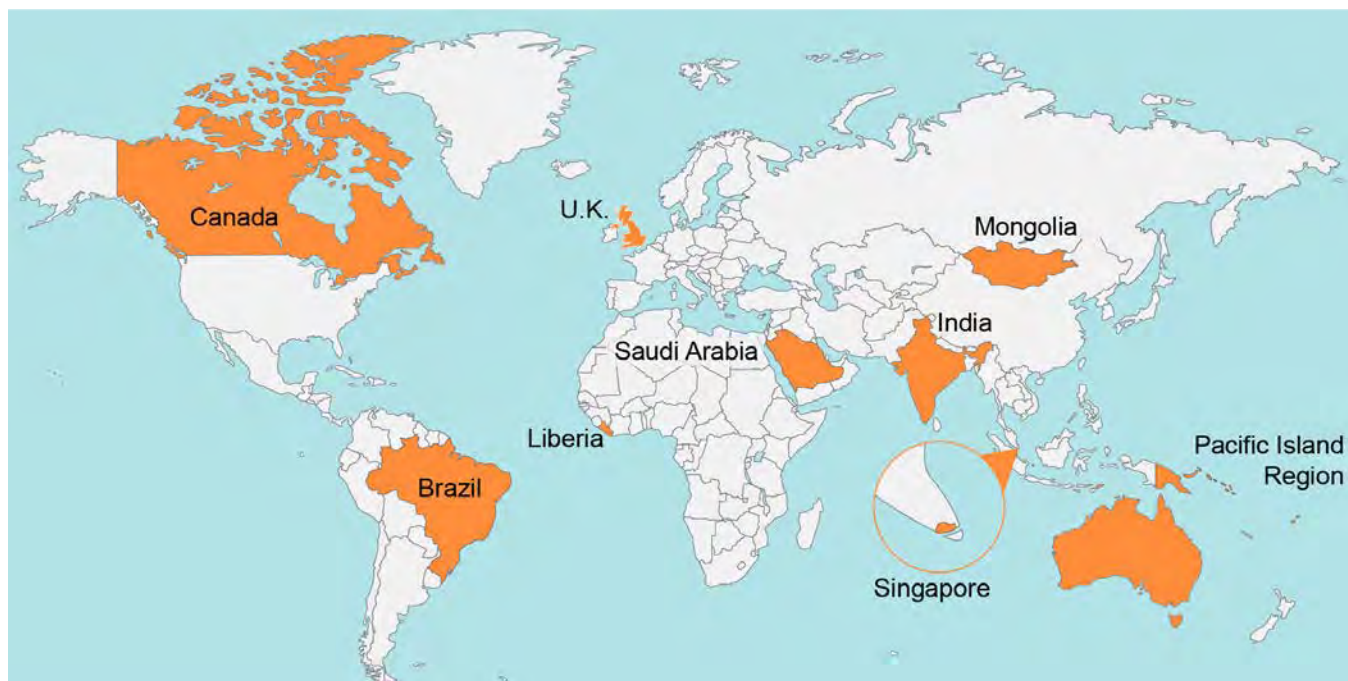 Canada
U.K.
Mongolia
India
Saudi Arabia
Liberia
Brazil
Pacific Island
Region
Singapore